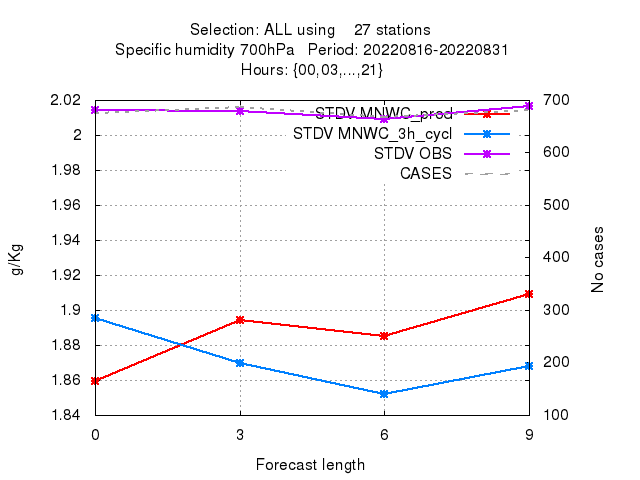 Selection: ALL using    27 stations
Specific humidity 700hPa   Period: 20220816-20220831
Hours: {00,03,...,21}
2.02
2
1.98
1.96
1.94
1.92
1.9
1.88
1.86
1.84
g/Kg
STDV MNWC_prod
STDV MNWC_3h_cycl
STDV OBS
CASES
700
600
500
400
300
200
100
No cases
0 3 6 9
Forecast length